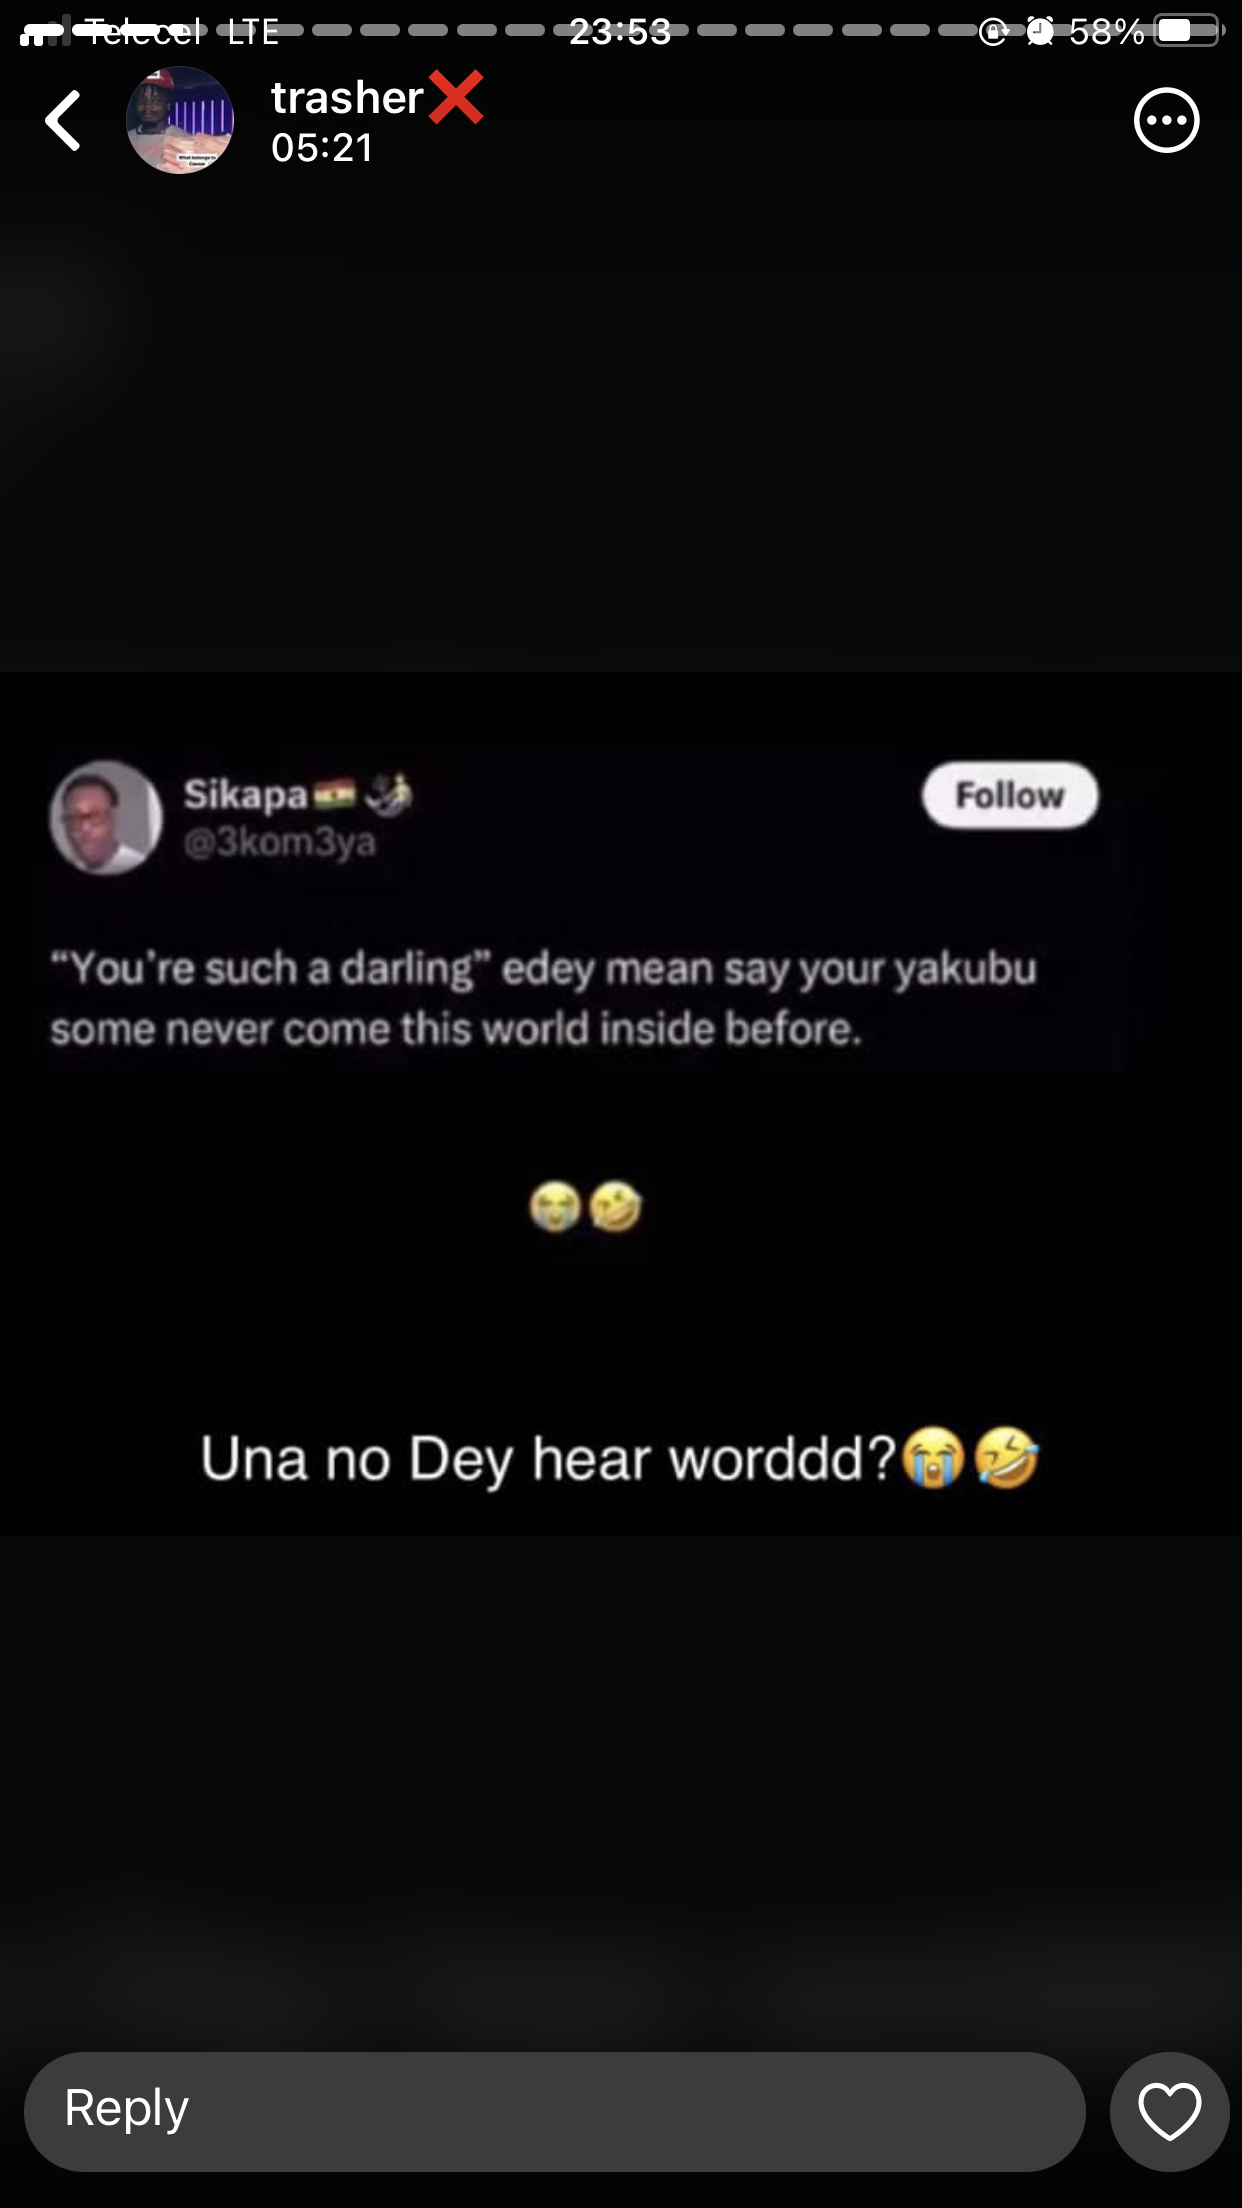 Telecel LTE 23:53 58%
trasher❌
05:21
Sikapa🇬🇭
@3kom3ya
Follow
“You’re such a darling” edey mean say your yakubu
some never come this world inside before.
😭🤣
Una no Dey hear worddd?😭🤣
Reply